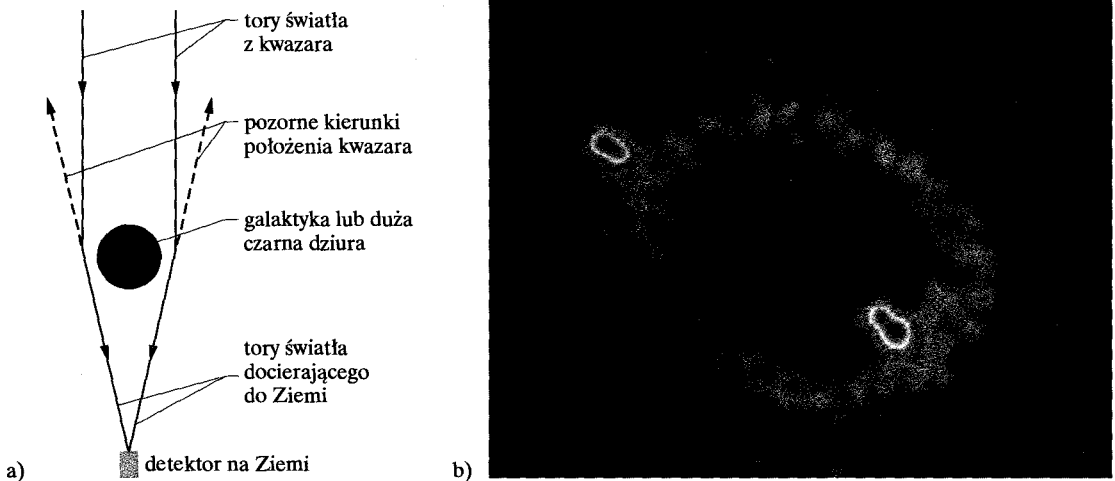 tory światła
z kwazara
pozorne kierunki
położenia kwazara
galaktyka lub duża
czarna dziura
tory światła
docierającego
do Ziemi
detektor na Ziemi
a)
b)